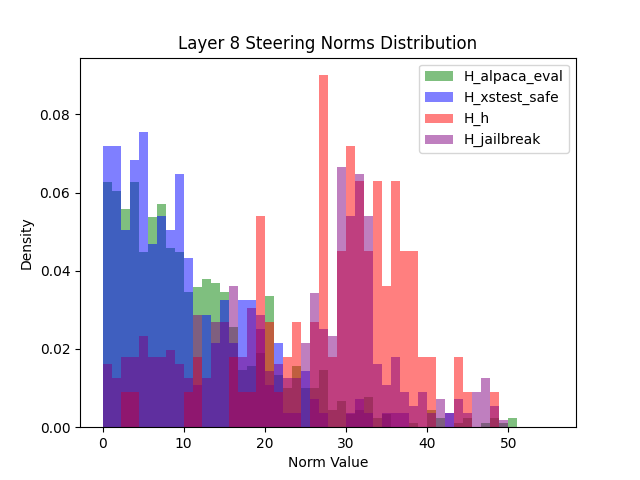 Layer 8 Steering Norms Distribution
H_alpaca_eval
H_xstest_safe
H_h
H_jailbreak
Density
0.08
0.06
0.04
0.02
0.00
0 10 20 30 40 50
Norm Value